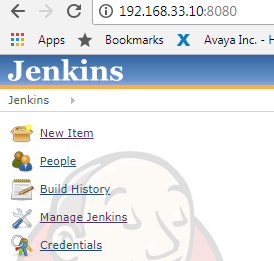 192.168.33.10:8080
Apps Bookmarks Avaya Inc. - H
Jenkins
Jenkins
New Item
People
Build History
Manage Jenkins
Credentials